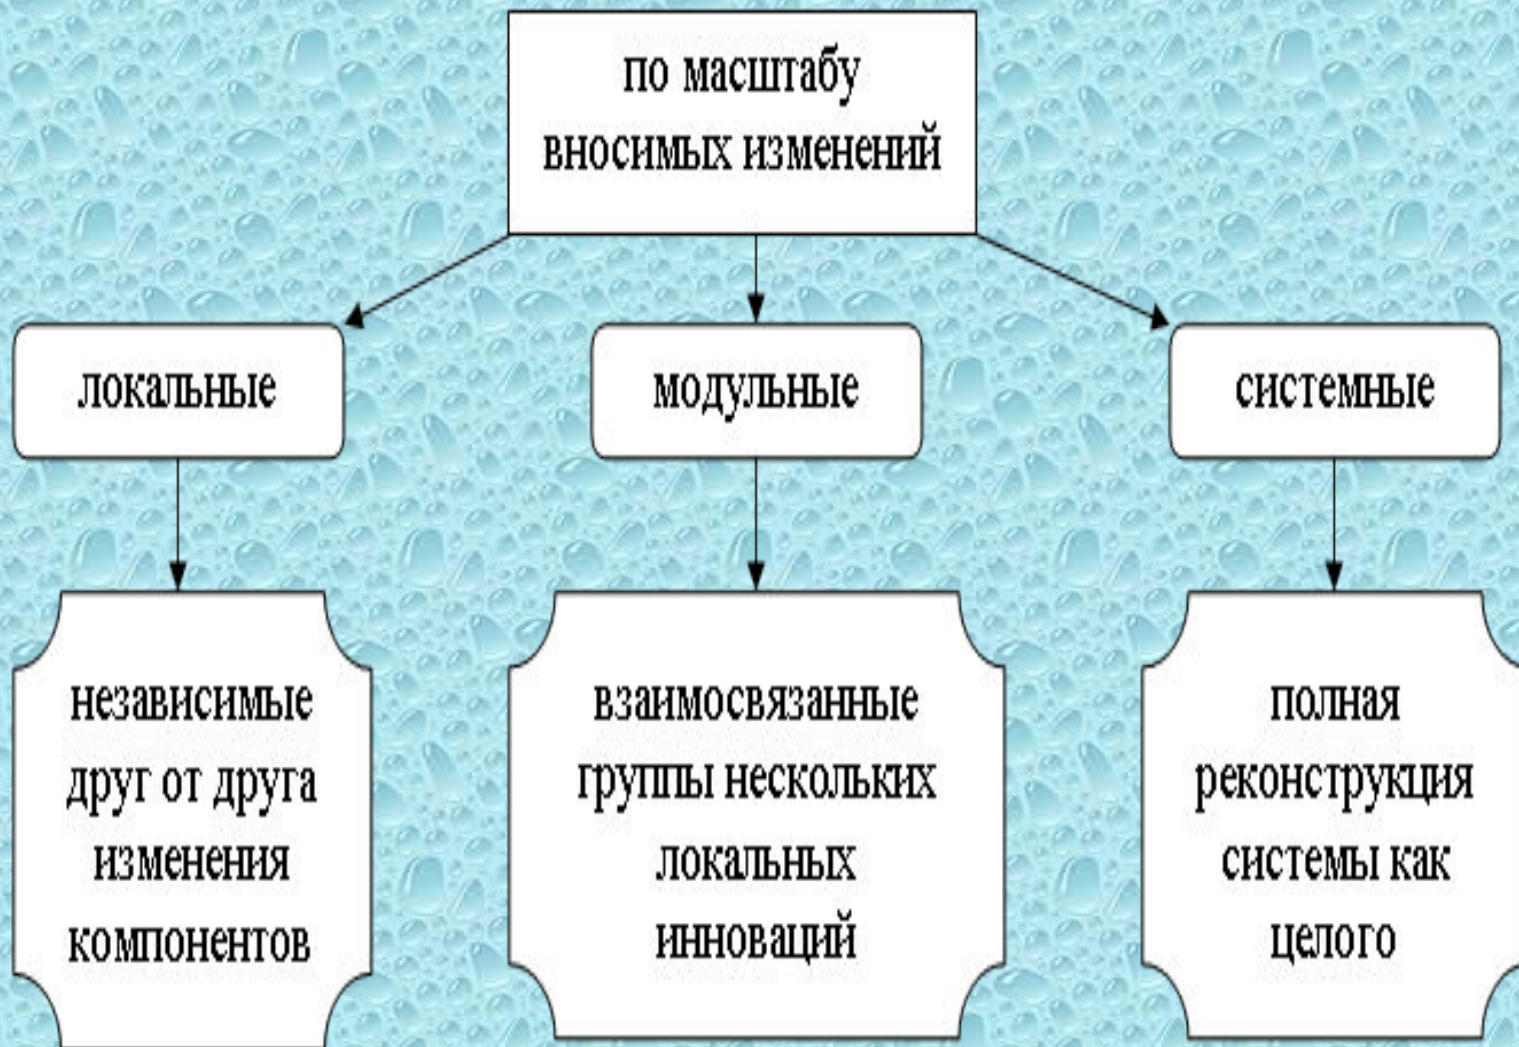 по масштабу
вносимых изменений
локальные
модульные
системные
независимые
друг от друга
изменения
компонентов
взаимосвязанные
группы нескольких
локальных
инноваций
полная
реконструкция
системы как
целого